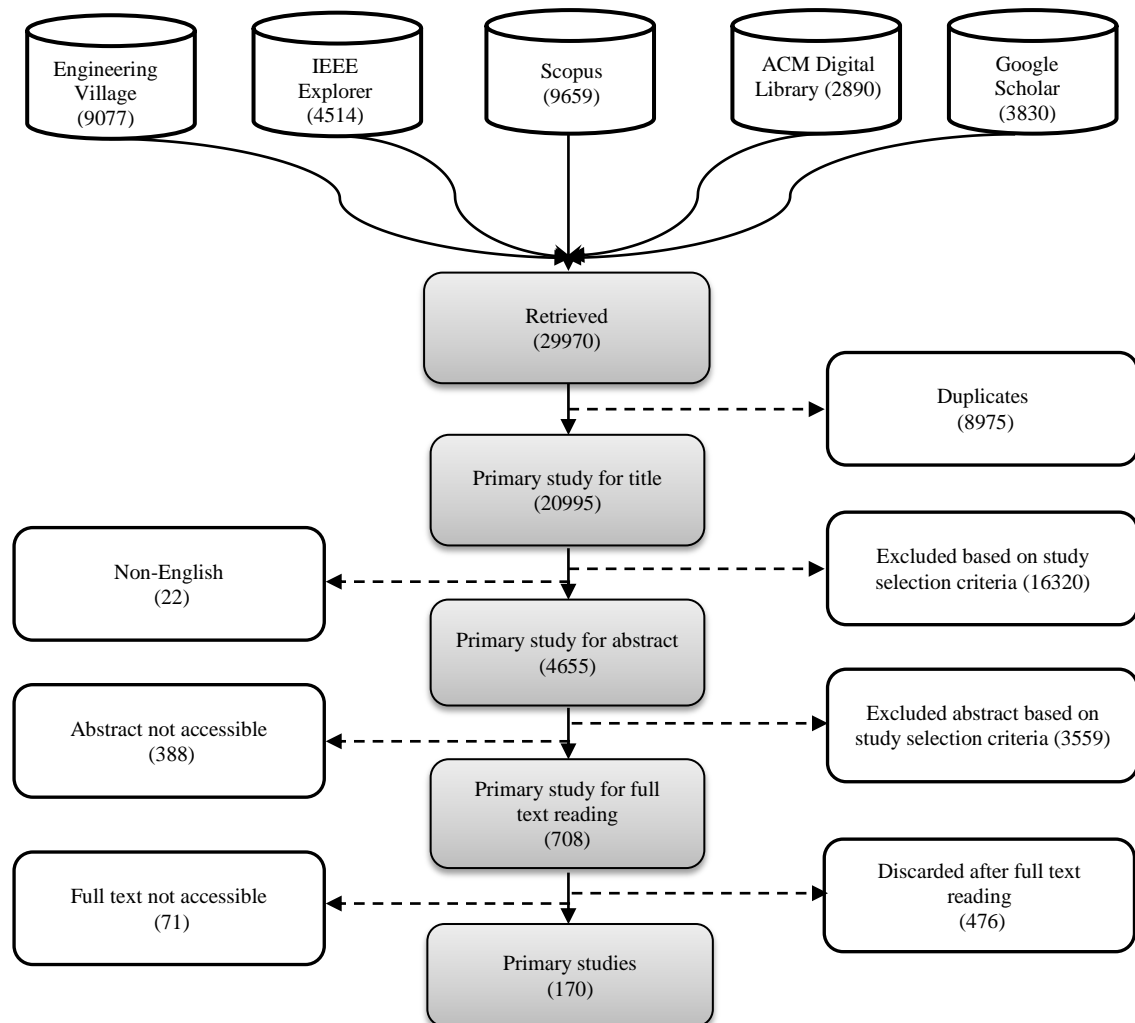 Engineering
Village
(9077)
IEEE
Explorer
(4514)
Scopus
(9659)
ACM Digital
Library (2890)
Google
Scholar
(3830)
Retrieved
(29970)
Duplicates
(8975)
Primary study for title
(20995)
Non-English
(22)
Excluded based on study
selection criteria (16320)
Primary study for abstract
(4655)
Abstract not accessible
(388)
Excluded abstract based on
study selection criteria (3559)
Primary study for full
text reading
(708)
Full text not accessible
(71)
Discarded after full text
reading
(476)
Primary studies
(170)